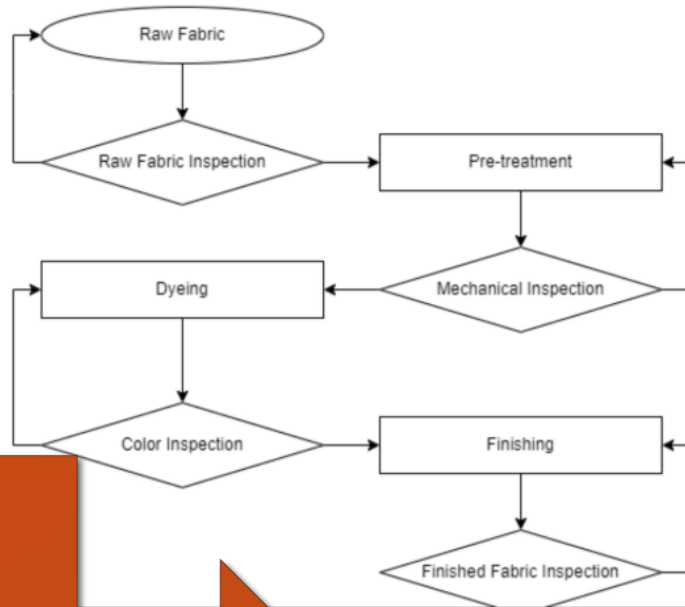 Raw Fabric
Raw Fabric Inspection
Pre-treatment
Dyeing
Mechanical Inspection
Color Inspection
Finishing
Finished Fabric Inspection